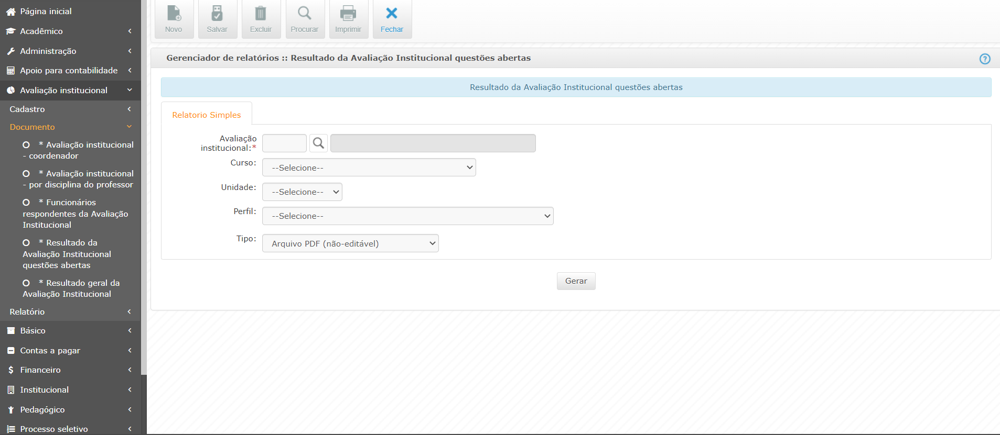 Página inicial
Acadêmico
Administração
Apoio para contabilidade
Avaliação institucional
Cadastro
Documento
* Avaliação institucional
- coordenador
* Avaliação institucional
- por disciplina do professor
* Funcionários
respondentes da Avaliação
Institucional
* Resultado da
Avaliação Institucional
questões abertas
* Resultado geral da
Avaliação Institucional
Relatório
Básico
Contas a pagar
Financeiro
Institucional
Pedagógico
Processo seletivo
Novo
Salvar
Excluir
Procurar
Imprimir
Fechar
Gerenciador de relatórios :: Resultado da Avaliação Institucional questões abertas
Resultado da Avaliação Institucional questões abertas
Relatorio Simples
Avaliação
institucional:*
Curso:
--Selecione--
Unidade:
--Selecione--
Perfil:
--Selecione--
Tipo:
Arquivo PDF (não-editável)
Gerar